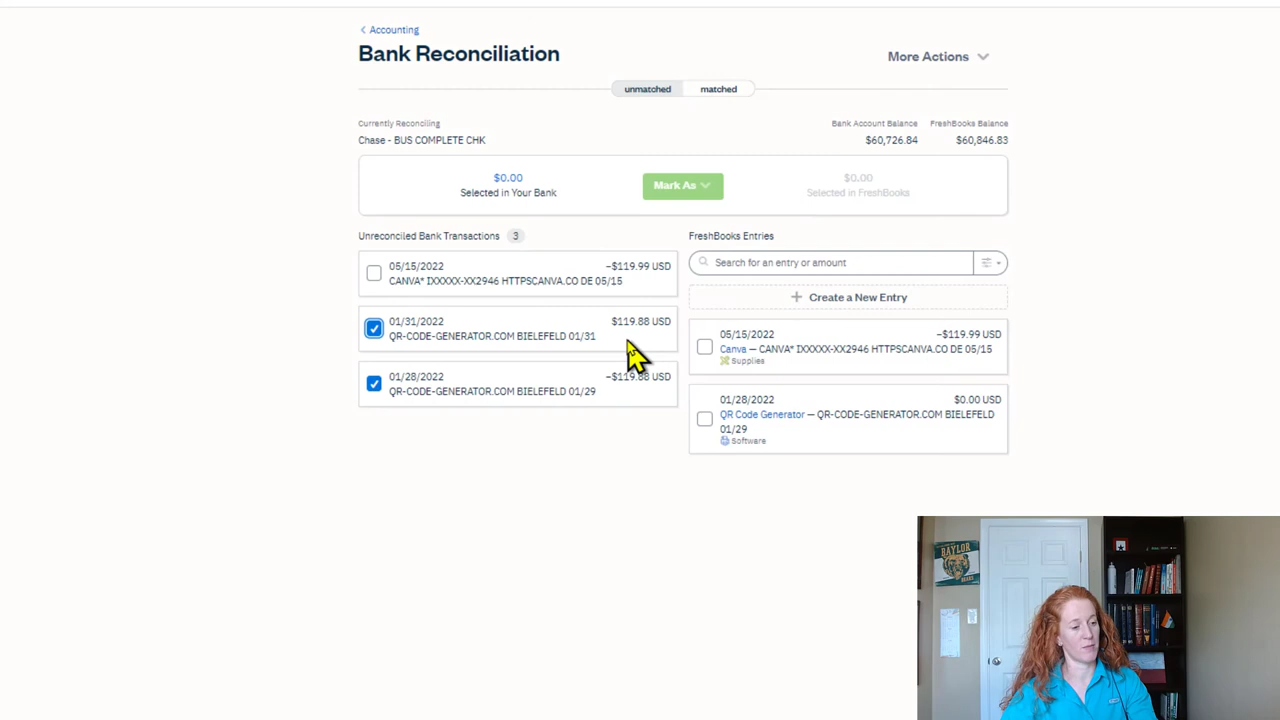 Accounting
Bank Reconciliation
More Actions
unmatched
matched
Currently Reconciling
Chase - BUS COMPLETE CHK
Bank Account Balance
$60,726.84
FreshBooks Balance
$60,846.83
$0.00
Selected in Your Bank
Mark As
$0.00
Selected in FreshBooks
Unreconciled Bank Transactions 3
05/15/2022 –$119.99 USD
CANVA* IXXXXX-XX2946 HTTPSCANVA.CO DE 05/15
01/31/2022 $119.88 USD
QR-CODE-GENERATOR.COM BIELEFELD 01/31
01/28/2022 –$119.88 USD
QR-CODE-GENERATOR.COM BIELEFELD 01/29
FreshBooks Entries
Search for an entry or amount
+ Create a New Entry
05/15/2022 –$119.99 USD
Canva — CANVA* IXXXXX-XX2946 HTTPSCANVA.CO DE 05/15
Supplies
01/28/2022 $0.00 USD
QR Code Generator — QR-CODE-GENERATOR.COM BIELEFELD
01/29
Software
BAYLOR